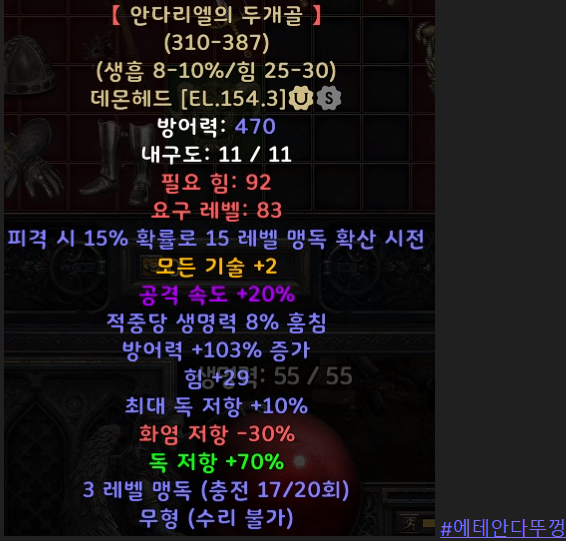 【 안다리엘의 두개골 】
(310-387)
(생흡 8-10%/힘 25-30)
데몬헤드 [EL.154.3] U S
방어력: 470
내구도: 11 / 11
필요 힘: 92
요구 레벨: 83
피격 시 15% 확률로 15 레벨 맹독 확산 시전
모든 기술 +2
공격 속도 +20%
적중당 생명력 8% 훔침
방어력 +103% 증가
생명력: 55 / 55
힘 +29
최대 독 저항 +10%
화염 저항 -30%
독 저항 +70%
3 레벨 맹독 (충전 17/20회)
무형 (수리 불가)
#에테안다뚜껑